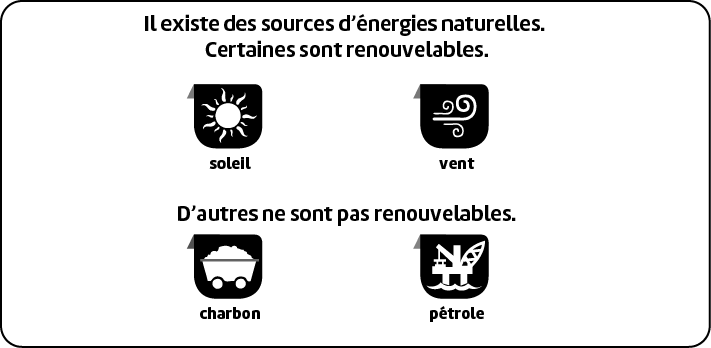 Il existe des sources d’énergies naturelles.
Certaines sont renouvelables.
soleil
vent
D’autres ne sont pas renouvelables.
charbon
pétrole